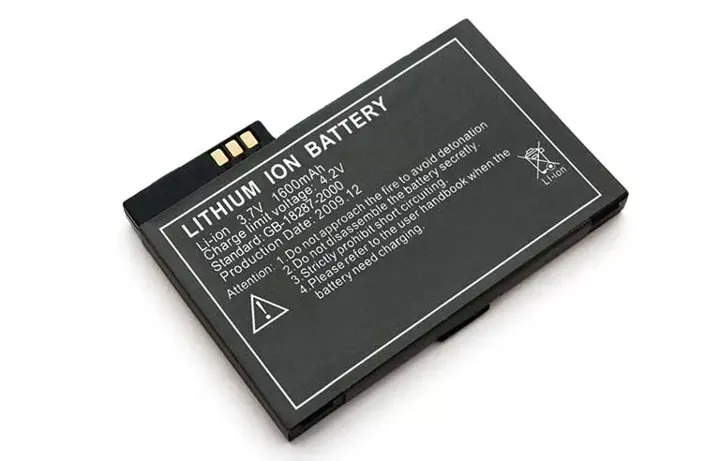 LITHIUM ION BATTERY
Li-ion 3.7V 1600mAh
Charge limit voltage: 4.2V
Standard: GB-18287-2000
Production Date: 2009.12
Attention: 1.Do not approach the fire to avoid detonation
2.Do not disassemble the battery secretly.
3.Strictly prohibit short circuiting.
4.Please refer to user handbook when the
battery need charging.
Li-ion